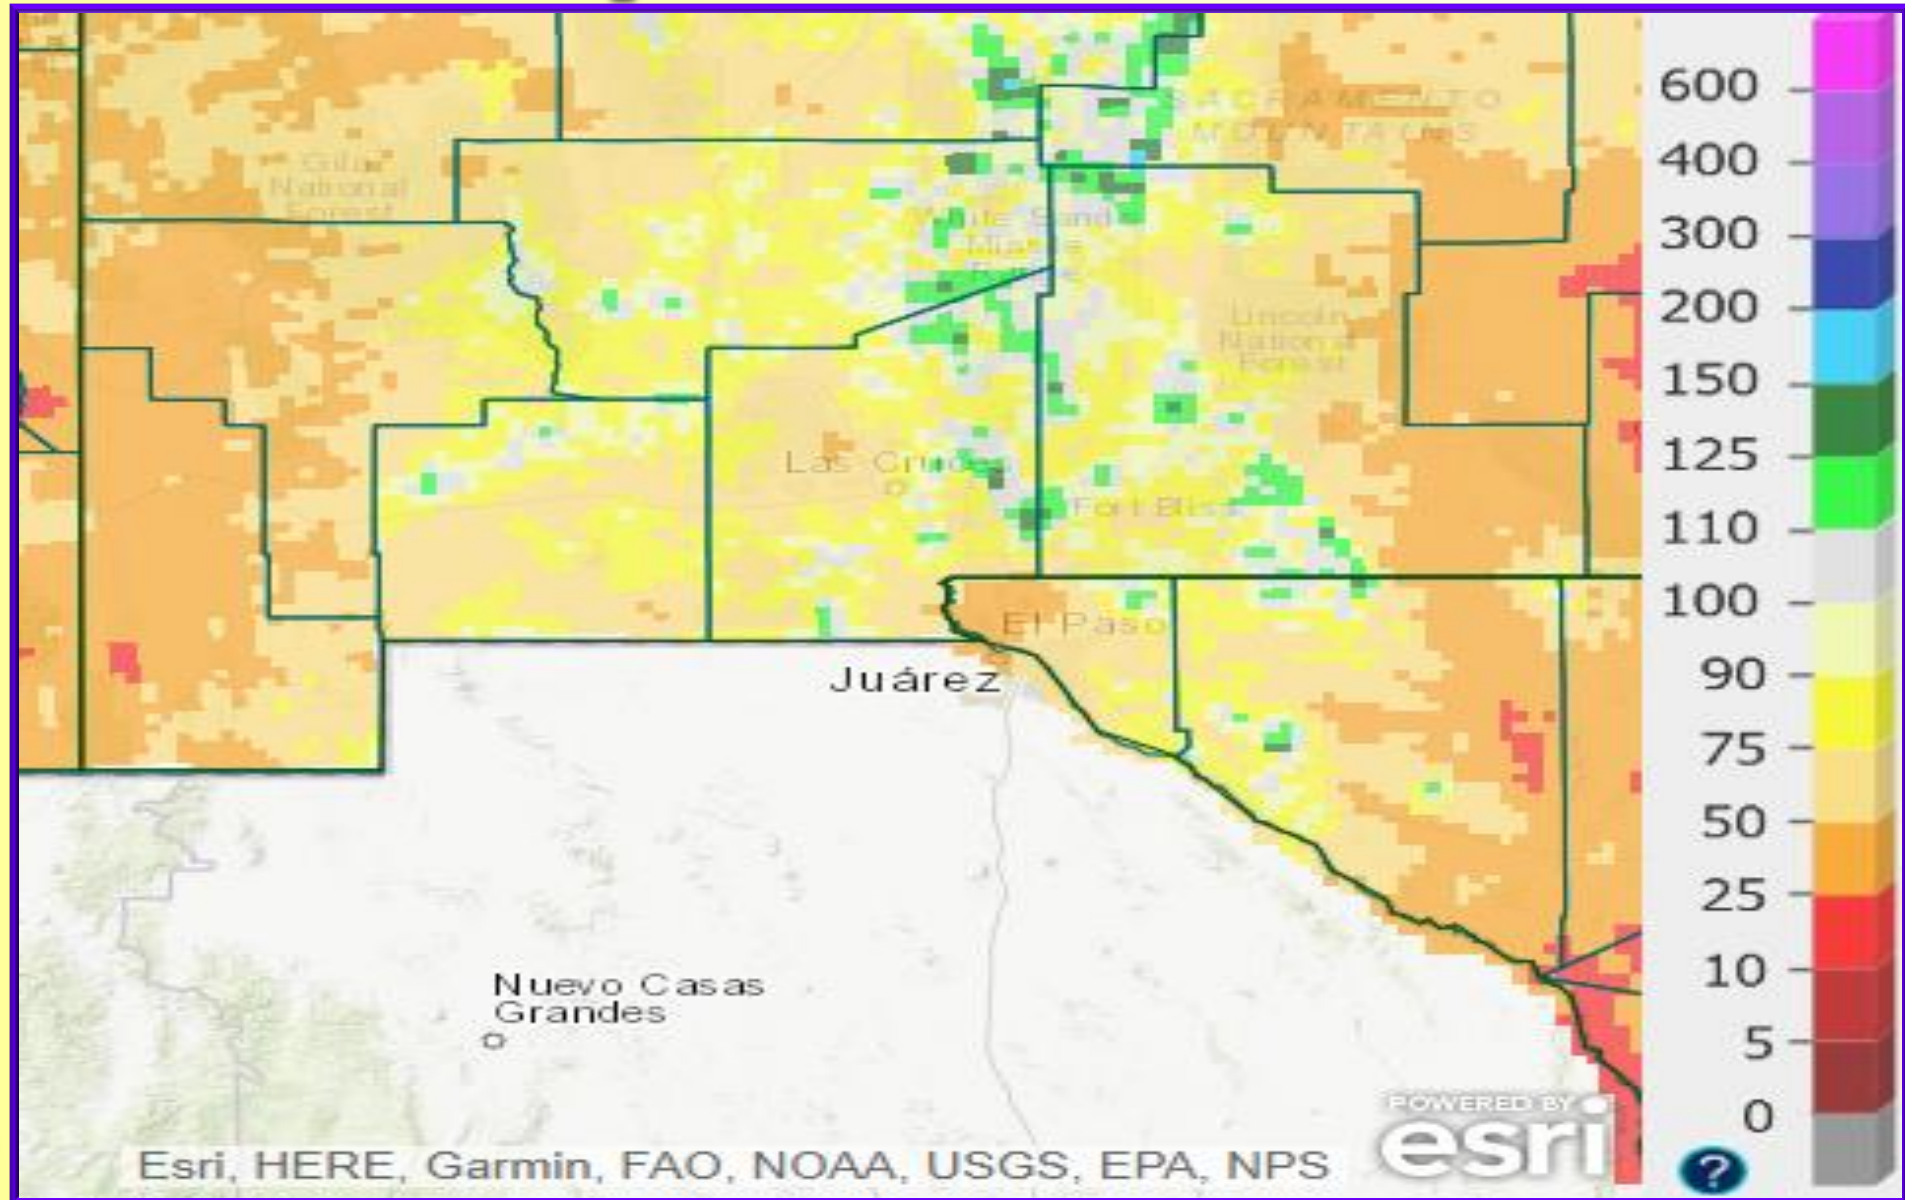 SACRAMENTO
MOUNTAINS
Gila
National
Forest
White Sands
Missile
Range
Lincoln
National
Forest
Las Cruces
Fort Bliss
El Paso
Juárez
Nuevo Casas
Grandes
600
400
300
200
150
125
110
100
90
75
50
25
10
5
0
?
POWERED BY
esri
Esri, HERE, Garmin, FAO, NOAA, USGS, EPA, NPS